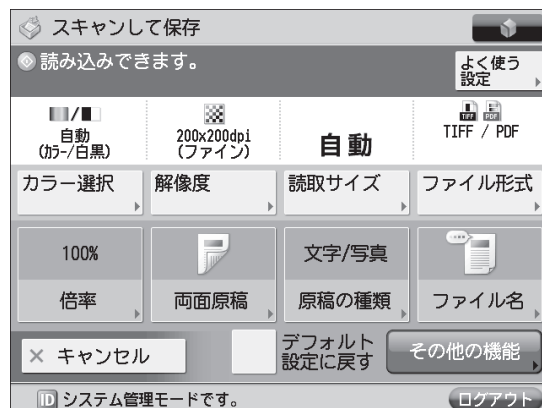 スキャンして保存
読み込みできます。
よく使う
設定
自動
(ｶﾗｰ/白黒)
200x200dpi
(ファイン)
自動
TIFF PDF
TIFF / PDF
カラー選択
解像度
読取サイズ
ファイル形式
100%
倍率
両面原稿
文字/写真
原稿の種類
ファイル名
× キャンセル
デフォルト
設定に戻す
その他の機能
ID システム管理モードです。
ログアウト